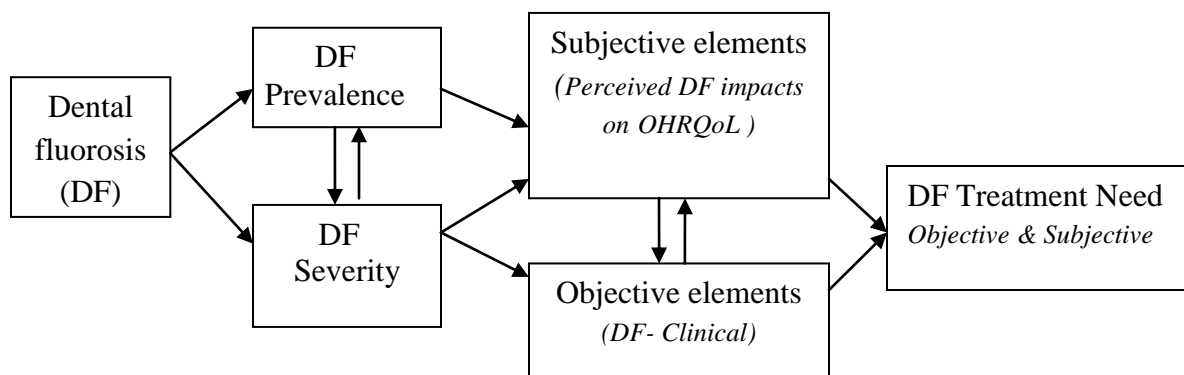 Dental
fluorosis
(DF)
DF
Prevalence
DF
Severity
Subjective elements
(Perceived DF impacts
on OHRQoL )
Objective elements
(DF- Clinical)
DF Treatment Need
Objective & Subjective